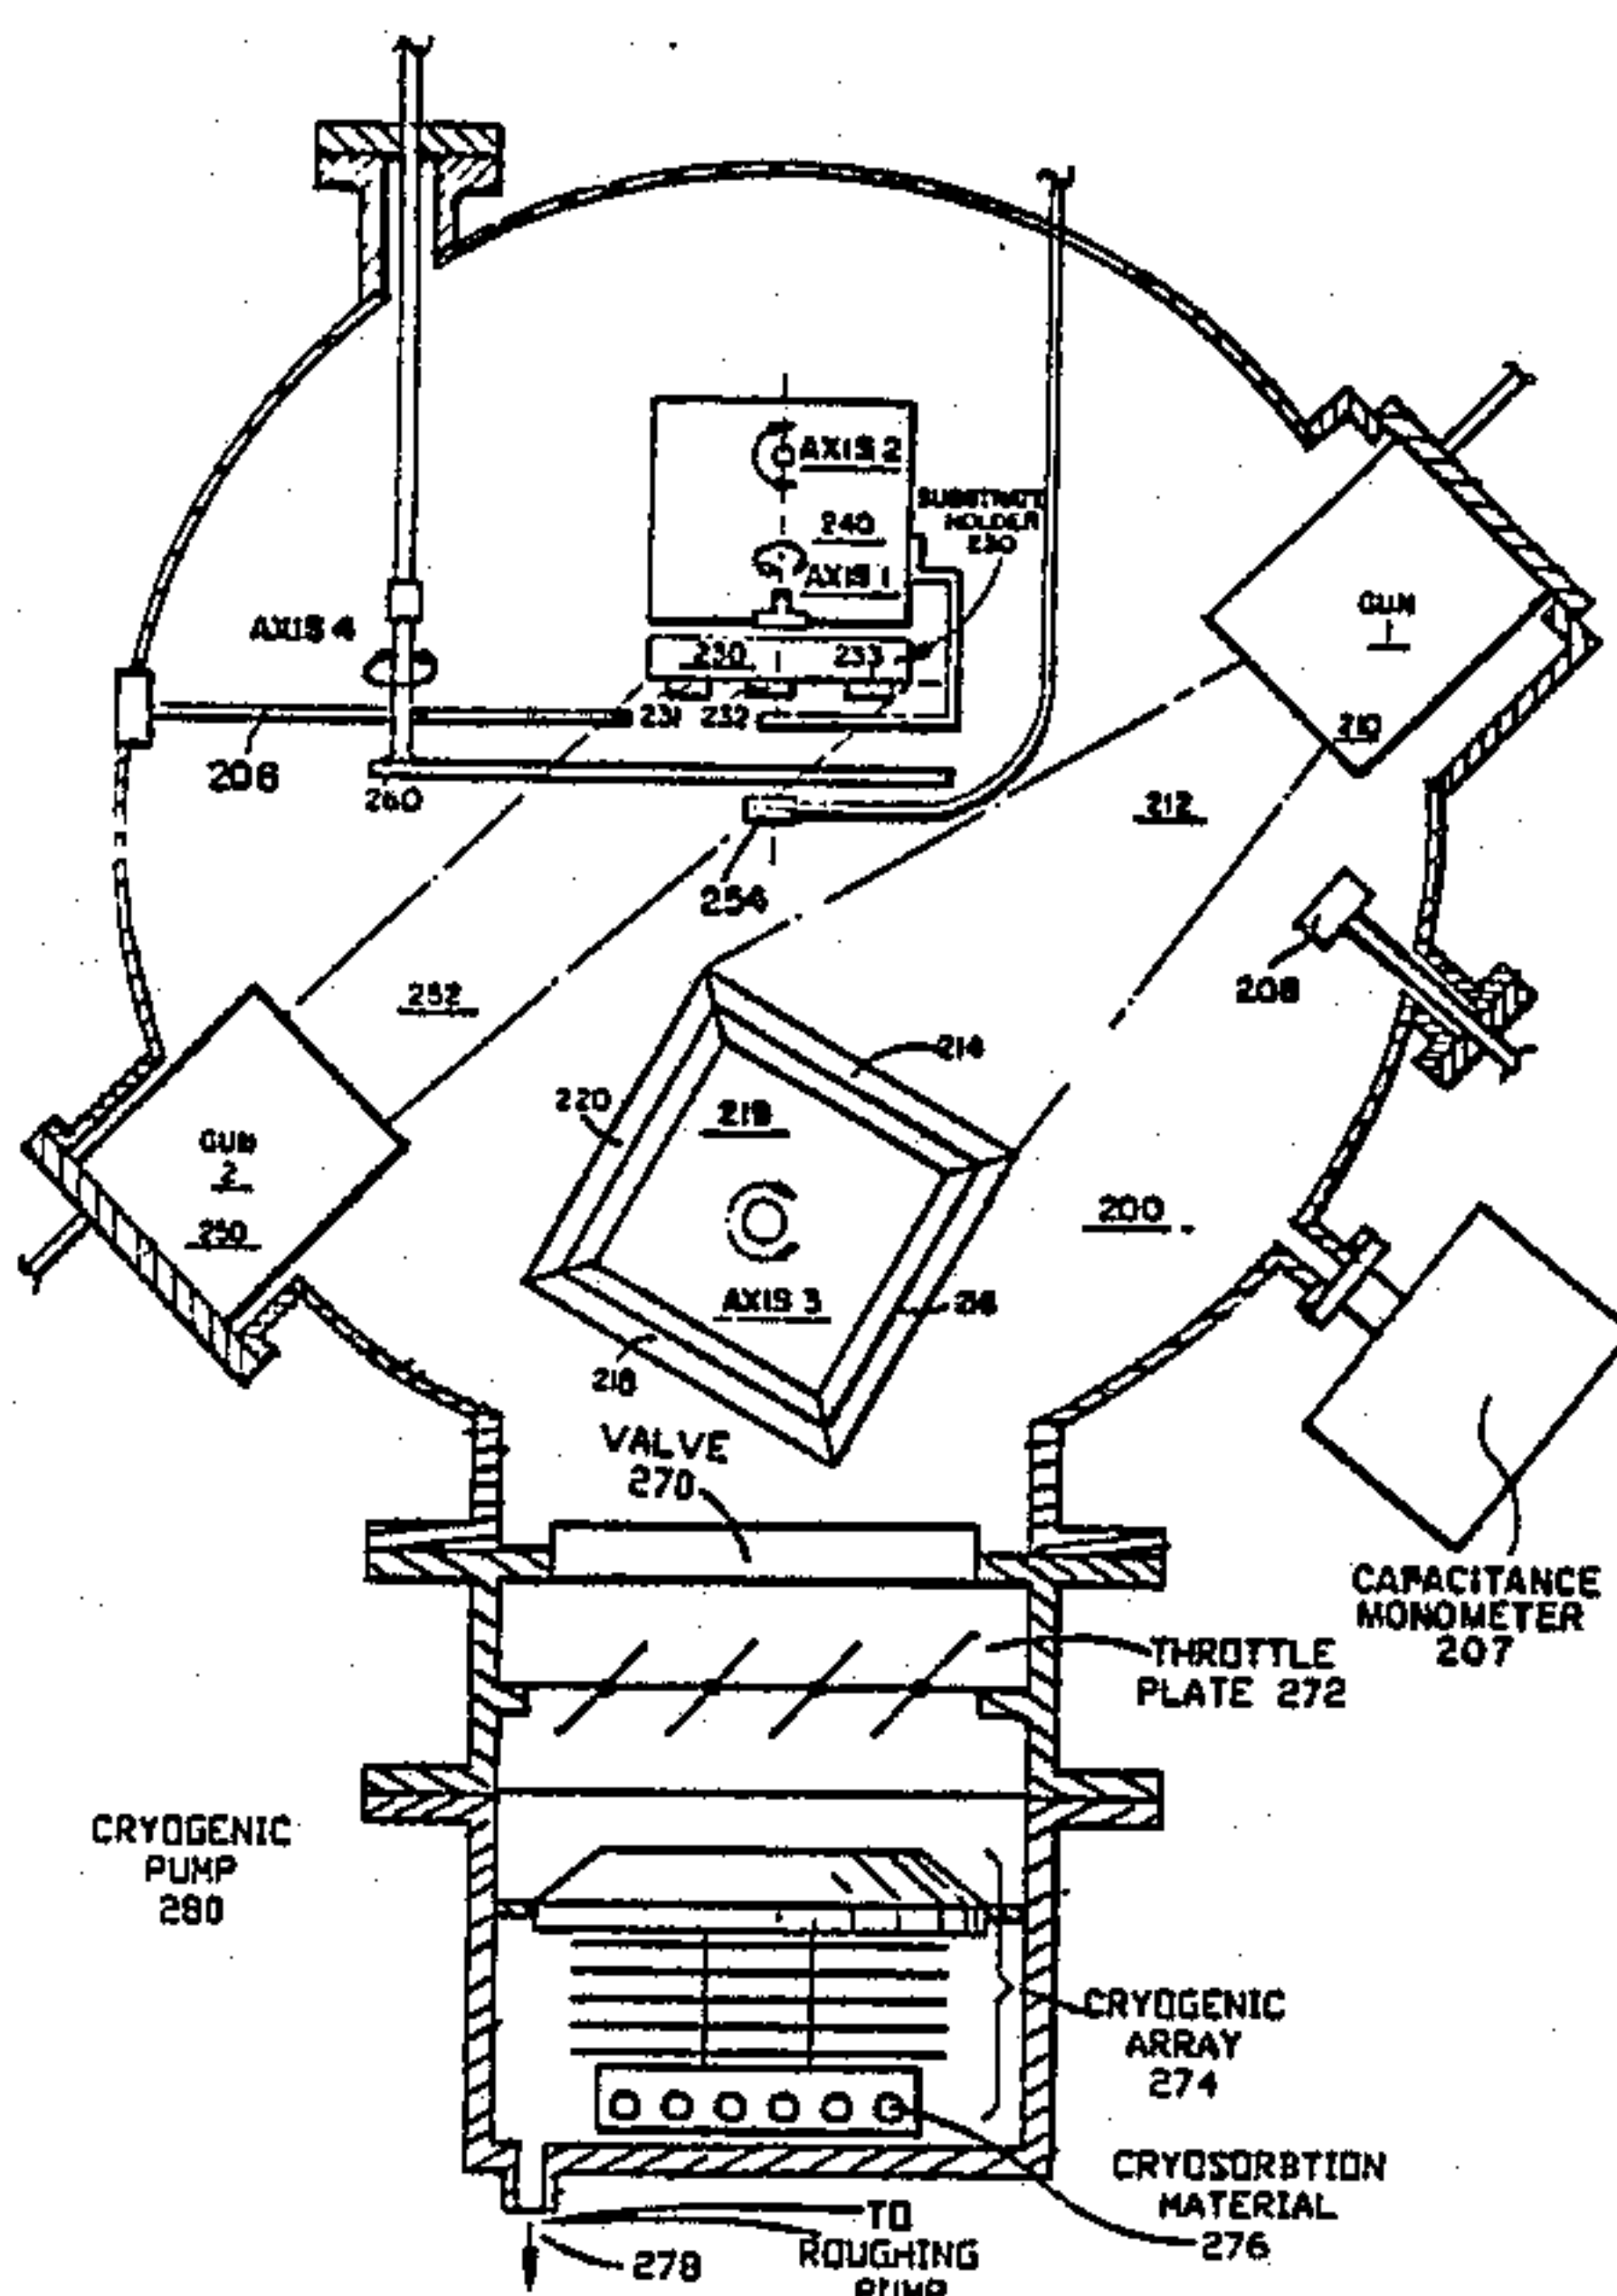 AXIS 2
SUBSTRATE
HOLDER
230
240
AXIS 1
GUN
1
AXIS 4
230
233
231
232
210
206
260
212
254
208
252
214
220
219
GUN
2
200
250
AXIS 3
216
218
VALVE
270
CAPACITANCE
MONOMETER
207
THROTTLE
PLATE 272
CRYOGENIC
PUMP
280
CRYOGENIC
ARRAY
274
CRYOSORBTION
MATERIAL
276
TO
ROUGHING
PUMP
278